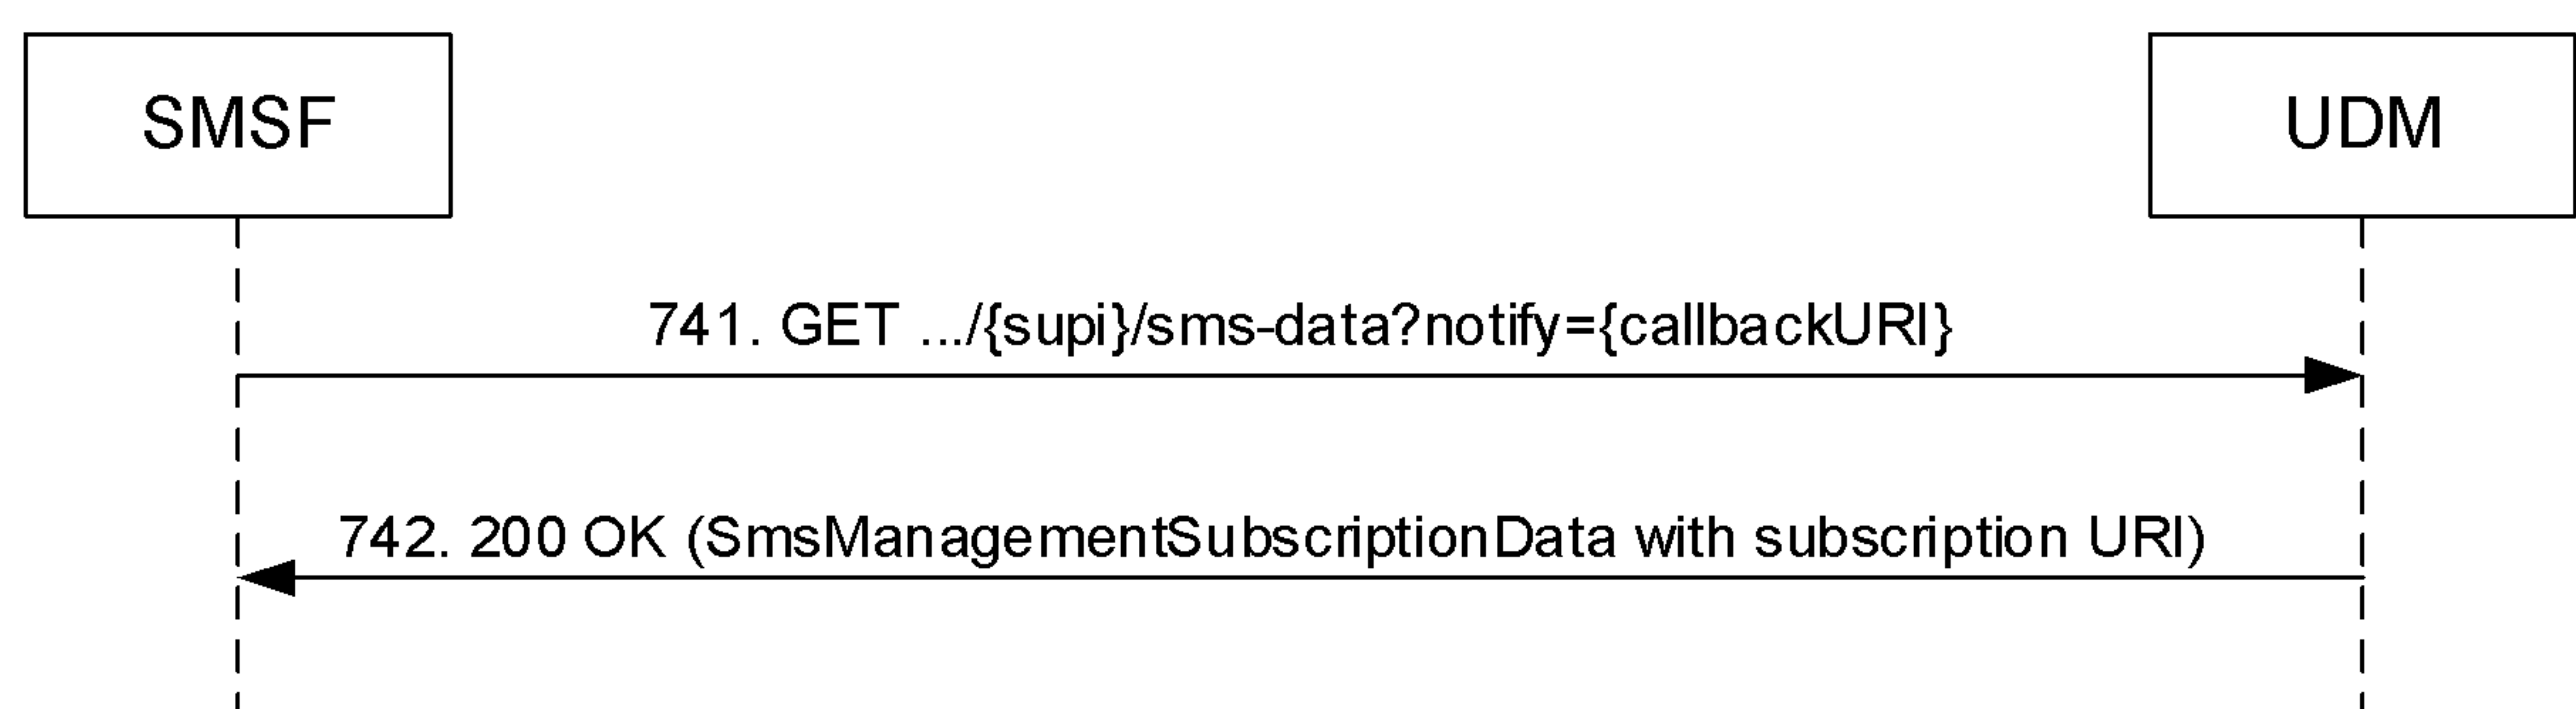 SMSF
UDM
741. GET .../{supi}/sms-data?notify={callbackURI}
742. 200 OK (SmsManagementSubscriptionData with subscription URI)